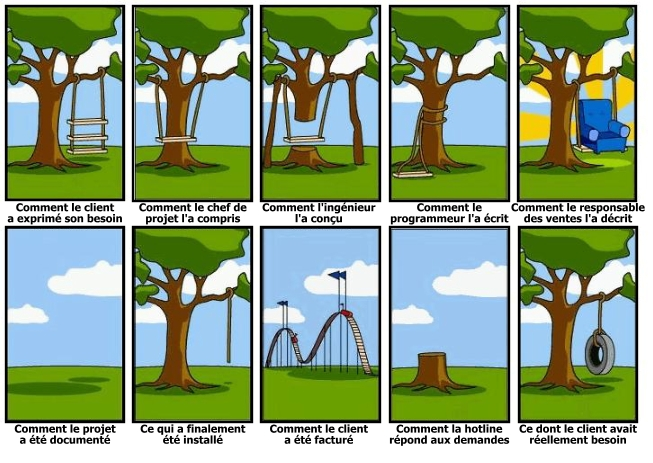 Comment le client
a exprimé son besoin
Comment le chef de
projet l'a compris
Comment l'ingénieur
l'a conçu
Comment le
programmeur l'a écrit
Comment le responsable
des ventes l'a décrit
Comment le projet
a été documenté
Ce qui a finalement
été installé
Comment le client
a été facturé
Comment la hotline
répond aux demandes
Ce dont le client avait
réellement besoin